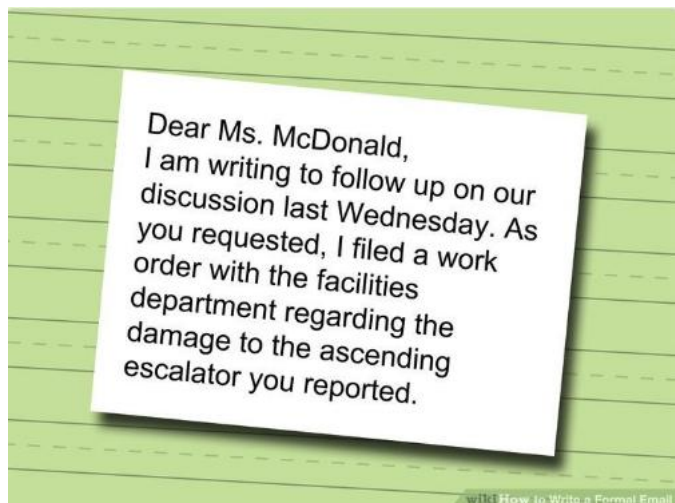 Dear Ms. McDonald,
I am writing to follow up on our
discussion last Wednesday. As
you requested, I filed a work
order with the facilities
department regarding the
damage to the ascending
escalator you reported.
wikiHow to Write a Formal Email